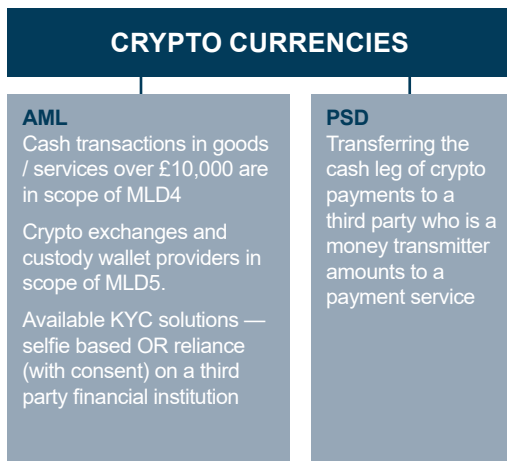 CRYPTO CURRENCIES
AML
Cash transactions in goods
/ services over £10,000 are
in scope of MLD4
Crypto exchanges and
custody wallet providers in
scope of MLD5.
Available KYC solutions —
selfie based OR reliance
(with consent) on a third
party financial institution
PSD
Transferring the
cash leg of crypto
payments to a
third party who is a
money transmitter
amounts to a
payment service